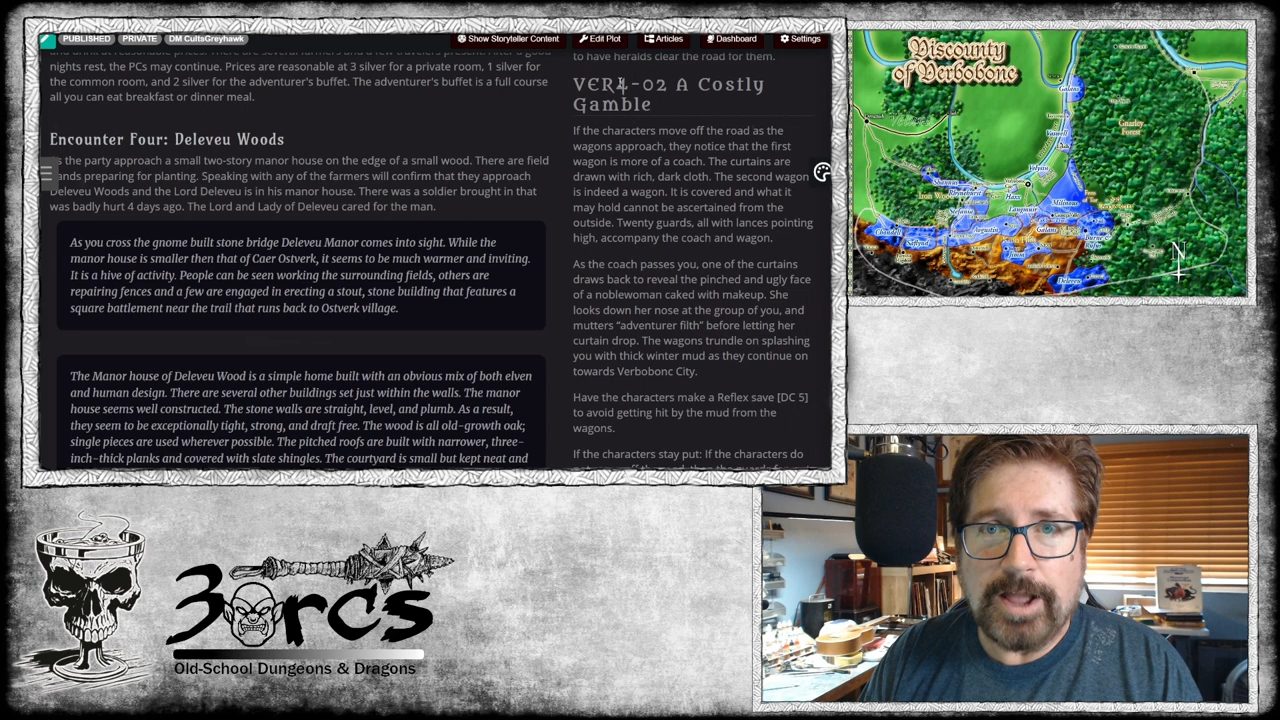 PUBLISHED PRIVATE DM CultsGreyhawk
Show Storyteller Content Edit Plot Articles Dashboard Settings
nights rest, the PCs may continue. Prices are reasonable at 3 silver for a private room, 1 silver for
the common room, and 2 silver for the adventurer's buffet. The adventurer's buffet is a full course
all you can eat breakfast or dinner meal.
Encounter Four: Deleveu Woods
s the party approach a small two-story manor house on the edge of a small wood. There are field
ands preparing for planting. Speaking with any of the farmers will confirm that they approach
Deleveu Woods and the Lord Deleveu is in his manor house. There was a soldier brought in that
was badly hurt 4 days ago. The Lord and Lady of Deleveu cared for the man.
As you cross the gnome built stone bridge Deleveu Manor comes into sight. While the
manor house is smaller then that of Caer Ostverk, it seems to be much warmer and inviting.
It is a hive of activity. People can be seen working the surrounding fields, others are
repairing fences and a few are engaged in erecting a stout, stone building that features a
square battlement near the trail that runs back to Ostverk village.
The Manor house of Deleveu Wood is a simple home built with an obvious mix of both elven
and human design. There are several other buildings set just within the walls. The manor
house seems well constructed. The stone walls are straight, level, and plumb. As a result,
they seem to be exceptionally tight, strong, and draft free. The wood is all old-growth oak;
single pieces are used wherever possible. The pitched roofs are built with narrower, three-
inch-thick planks and covered with slate shingles. The courtyard is small but kept neat and
to have heralds clear the road for them.
VER4-02 A Costly
Gamble
If the characters move off the road as the
wagons approach, they notice that the first
wagon is more of a coach. The curtains are
drawn with rich, dark cloth. The second wagon
is indeed a wagon. It is covered and what it
may hold cannot be ascertained from the
outside. Twenty guards, all with lances pointing
high, accompany the coach and wagon.
As the coach passes you, one of the curtains
draws back to reveal the pinched and ugly face
of a noblewoman caked with makeup. She
looks down her nose at the group of you, and
mutters “adventurer filth” before letting her
curtain drop. The wagons trundle on splashing
you with thick winter mud as they continue on
towards Verbobonc City.
Have the characters make a Reflex save [DC 5]
to avoid getting hit by the mud from the
wagons.
If the characters stay put: If the characters do
Viscounty
of Verbobonc
Gnarley
Forest
N
3 orcs
Old-School Dungeons & Dragons